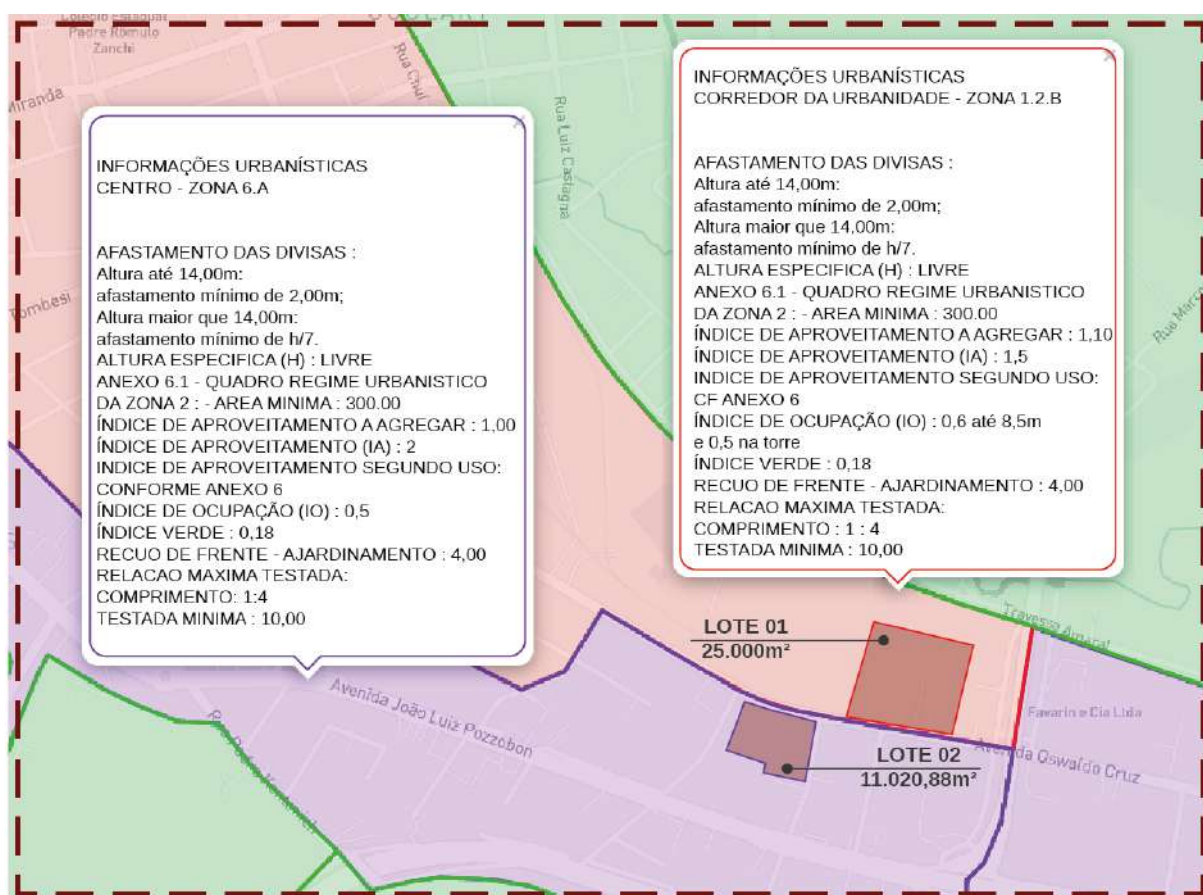 Colégio Estadual
Padre Rômulo
Zanchi
Miranda
Rua Chuí
Rua Luiz Castagna
Tombesi
INFORMAÇÕES URBANÍSTICAS
CENTRO - ZONA 6.A
AFASTAMENTO DAS DIVISAS :
Altura até 14,00m:
afastamento mínimo de 2,00m;
Altura maior que 14,00m:
afastamento mínimo de h/7.
ALTURA ESPECIFICA (H) : LIVRE
ANEXO 6.1 - QUADRO REGIME URBANISTICO
DA ZONA 2 : - AREA MINIMA : 300.00
ÍNDICE DE APROVEITAMENTO A AGREGAR : 1,00
ÍNDICE DE APROVEITAMENTO (IA) : 2
INDICE DE APROVEITAMENTO SEGUNDO USO:
CONFORME ANEXO 6
ÍNDICE DE OCUPAÇÃO (IO) : 0,5
ÍNDICE VERDE : 0,18
RECUO DE FRENTE - AJARDINAMENTO : 4,00
RELACAO MAXIMA TESTADA:
COMPRIMENTO: 1:4
TESTADA MINIMA : 10,00
INFORMAÇÕES URBANÍSTICAS
CORREDOR DA URBANIDADE - ZONA 1.2.B
AFASTAMENTO DAS DIVISAS :
Altura até 14,00m:
afastamento mínimo de 2,00m;
Altura maior que 14,00m:
afastamento mínimo de h/7.
ALTURA ESPECIFICA (H) : LIVRE
ANEXO 6.1 - QUADRO REGIME URBANISTICO
DA ZONA 2 : - AREA MINIMA : 300.00
ÍNDICE DE APROVEITAMENTO A AGREGAR : 1,10
ÍNDICE DE APROVEITAMENTO (IA) : 1,5
INDICE DE APROVEITAMENTO SEGUNDO USO:
CF ANEXO 6
ÍNDICE DE OCUPAÇÃO (IO) : 0,6 até 8,5m
e 0,5 na torre
ÍNDICE VERDE : 0,18
RECUO DE FRENTE - AJARDINAMENTO : 4,00
RELACAO MAXIMA TESTADA:
COMPRIMENTO : 1 : 4
TESTADA MINIMA : 10,00
Travessa Amaral
LOTE 01
25.000m²
Avenida João Luiz Pozzobon
Favarin e Cia Ltda
Avenida Oswaldo Cruz
LOTE 02
11.020,88m²